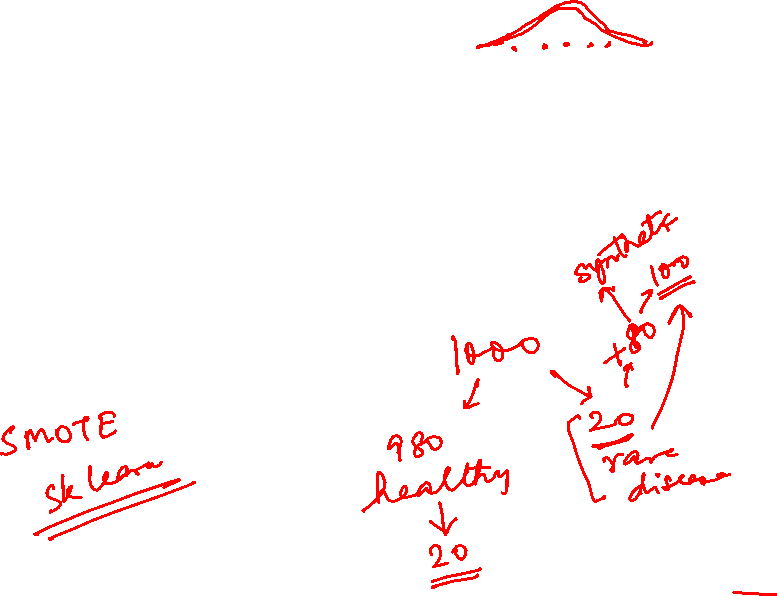 synthetic
100
+80
1000
20
rare
disease
980
healthy
20
SMOTE
sklearn